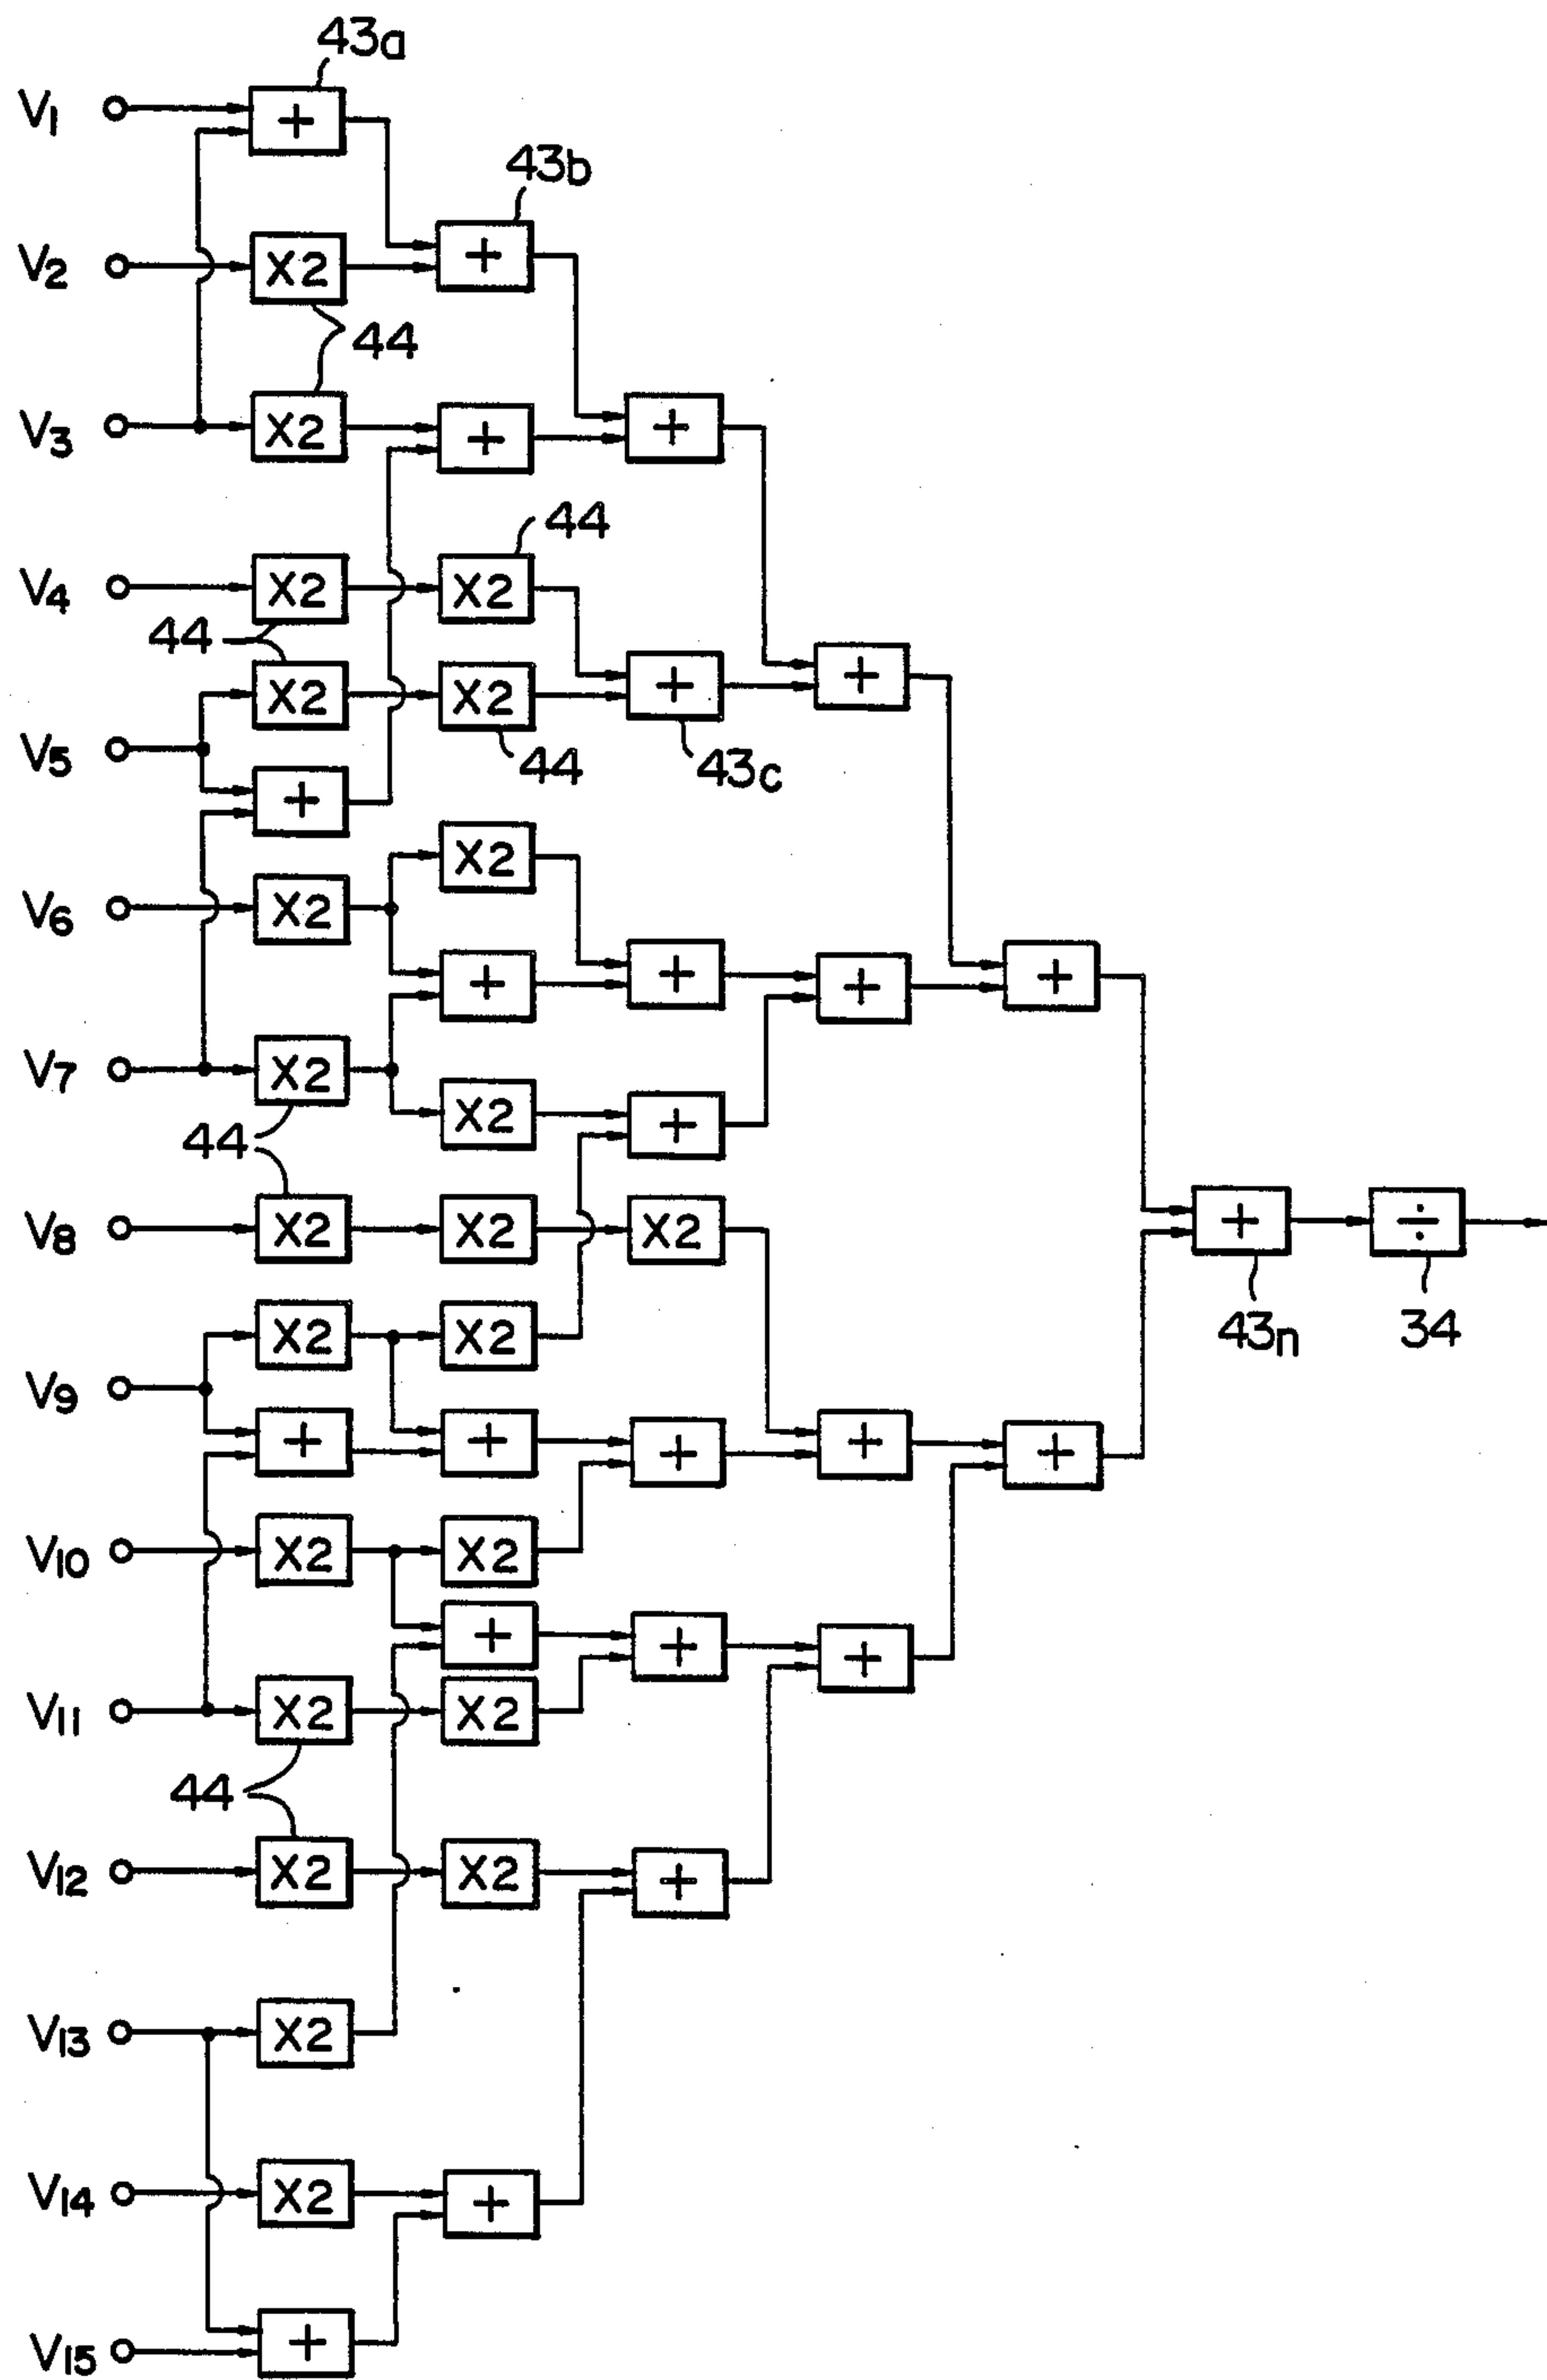 43a
V1 +
43b
V2 X2 +
44
V3 X2 + +
44
V4 X2 X2
44
X2 X2 + +
V5
44 43c
+
X2
V6 X2
+ + + +
V7 X2
X2 +
44
V8 X2 X2 X2 + ÷
X2 X2
43n 34
V9
+ + + + +
V10 X2 X2
+ + +
V11 X2 X2
44
V12 X2 X2 +
V13 X2
V14 X2 +
V15 +